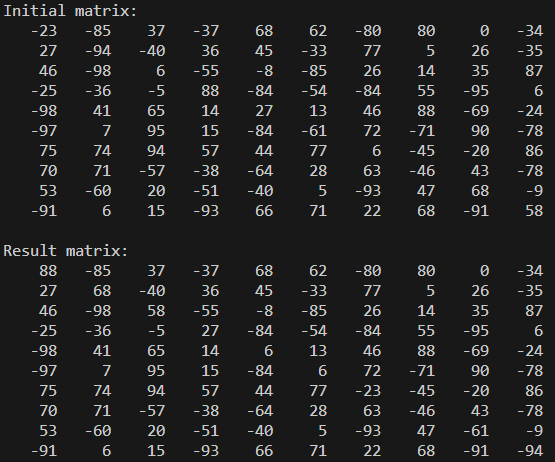 Initial matrix:
-23 -85 37 -37 68 62 -80 80 0 -34
27 -94 -40 36 45 -33 77 5 26 -35
46 -98 6 -55 -8 -85 26 14 35 87
-25 -36 -5 88 -84 -54 -84 55 -95 6
-98 41 65 14 27 13 46 88 -69 -24
-97 7 95 15 -84 -61 72 -71 90 -78
75 74 94 57 44 77 6 -45 -20 86
70 71 -57 -38 -64 28 63 -46 43 -78
53 -60 20 -51 -40 5 -93 47 68 -9
-91 6 15 -93 66 71 22 68 -91 58
Result matrix:
88 -85 37 -37 68 62 -80 80 0 -34
27 68 -40 36 45 -33 77 5 26 -35
46 -98 58 -55 -8 -85 26 14 35 87
-25 -36 -5 27 -84 -54 -84 55 -95 6
-98 41 65 14 6 13 46 88 -69 -24
-97 7 95 15 -84 6 72 -71 90 -78
75 74 94 57 44 77 -23 -45 -20 86
70 71 -57 -38 -64 28 63 -46 43 -78
53 -60 20 -51 -40 5 -93 47 -61 -9
-91 6 15 -93 66 71 22 68 -91 -94